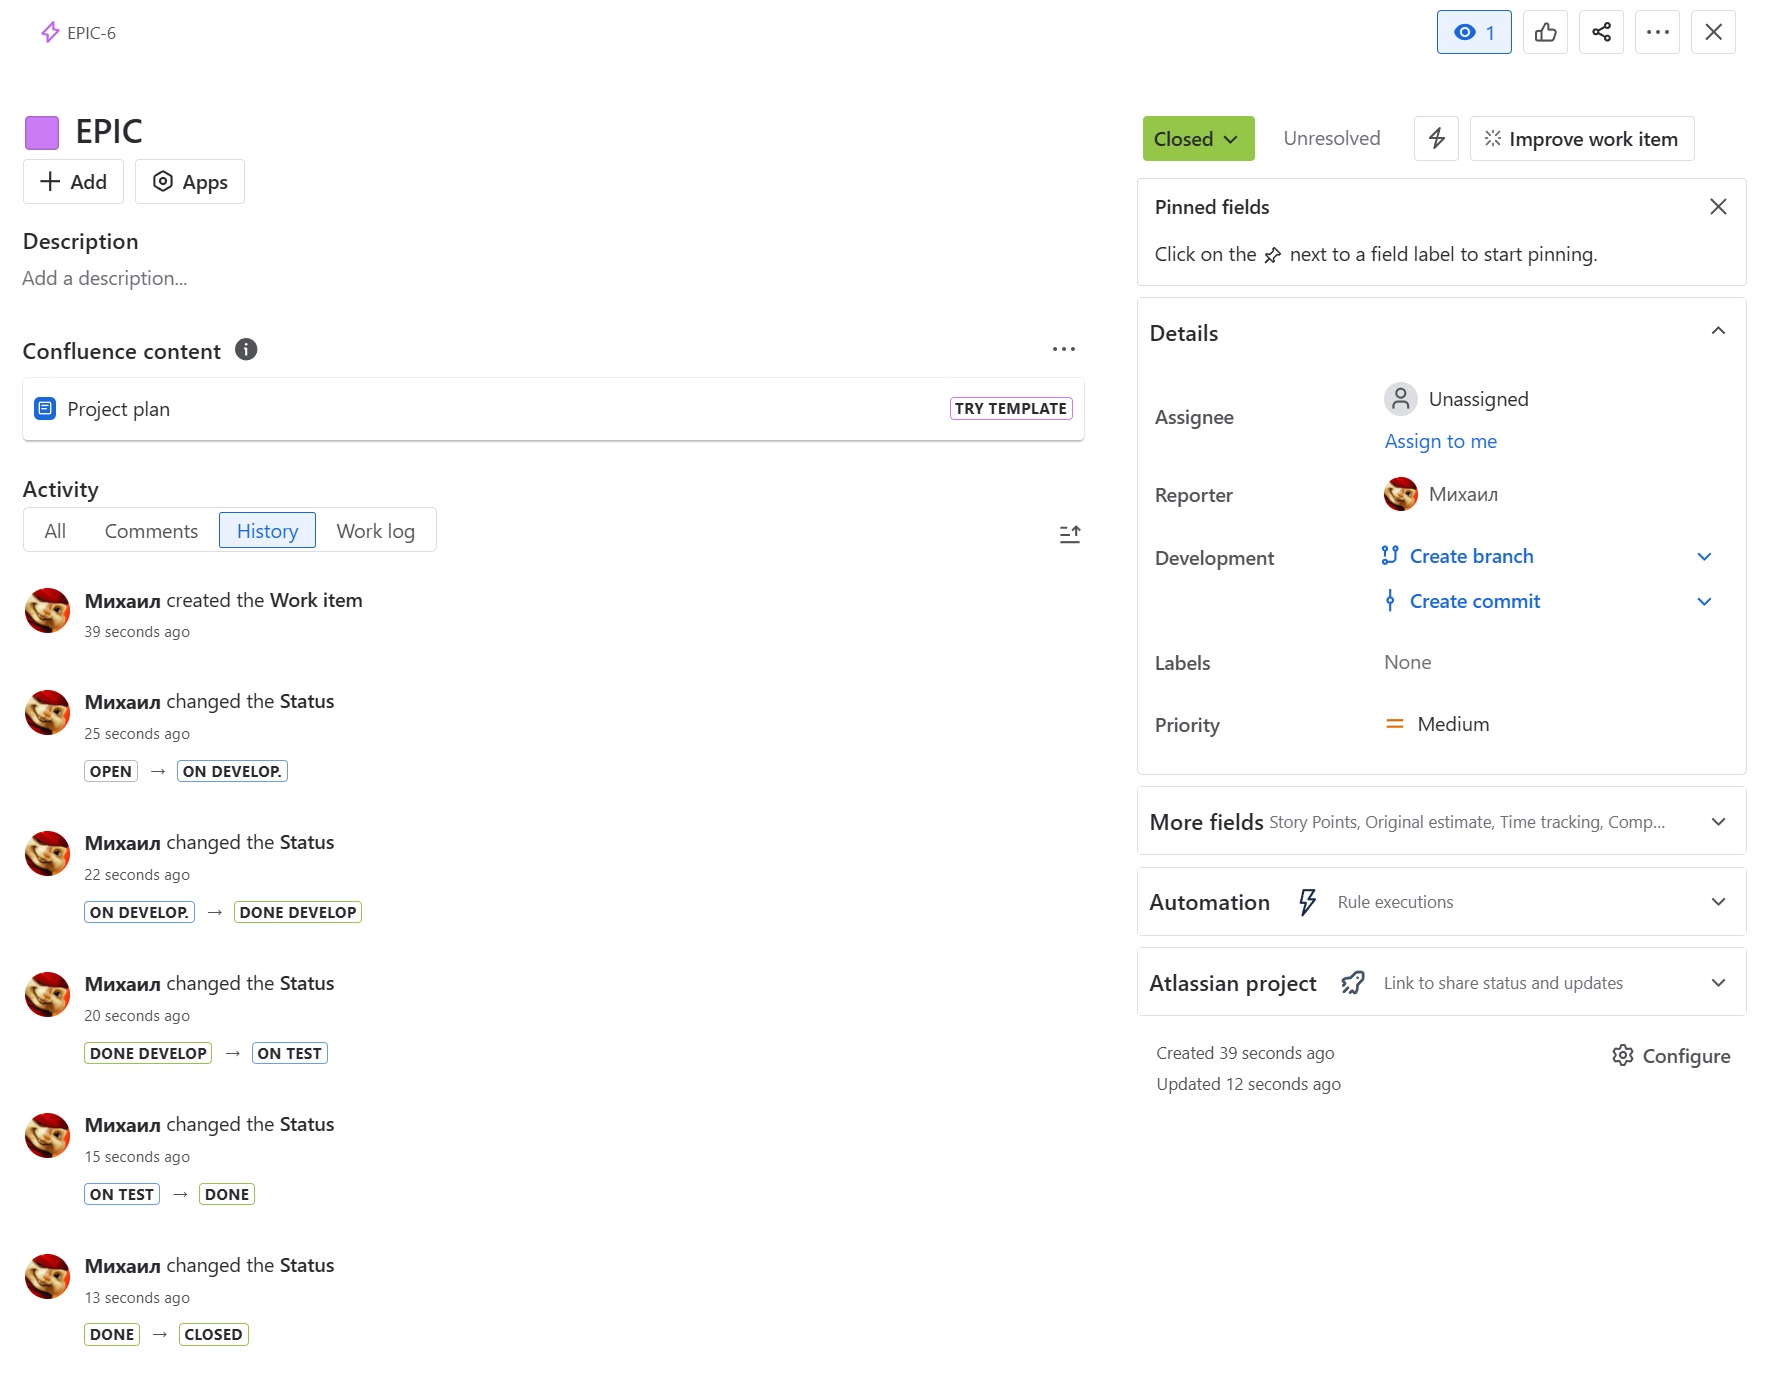 EPIC-6
1
EPIC
Add
Apps
Description
Add a description...
Confluence content
Project plan
TRY TEMPLATE
Activity
All
Comments
History
Work log
Михаил created the Work item
39 seconds ago
Михаил changed the Status
25 seconds ago
OPEN → ON DEVELOP.
Михаил changed the Status
22 seconds ago
ON DEVELOP. → DONE DEVELOP
Михаил changed the Status
20 seconds ago
DONE DEVELOP → ON TEST
Михаил changed the Status
15 seconds ago
ON TEST → DONE
Михаил changed the Status
13 seconds ago
DONE → CLOSED
Closed
Unresolved
Improve work item
Pinned fields
Click on the next to a field label to start pinning.
Details
Assignee
Unassigned
Assign to me
Reporter
Михаил
Development
Create branch
Create commit
Labels
None
Priority
Medium
More fields Story Points, Original estimate, Time tracking, Comp...
Automation
Rule executions
Atlassian project
Link to share status and updates
Created 39 seconds ago
Updated 12 seconds ago
Configure